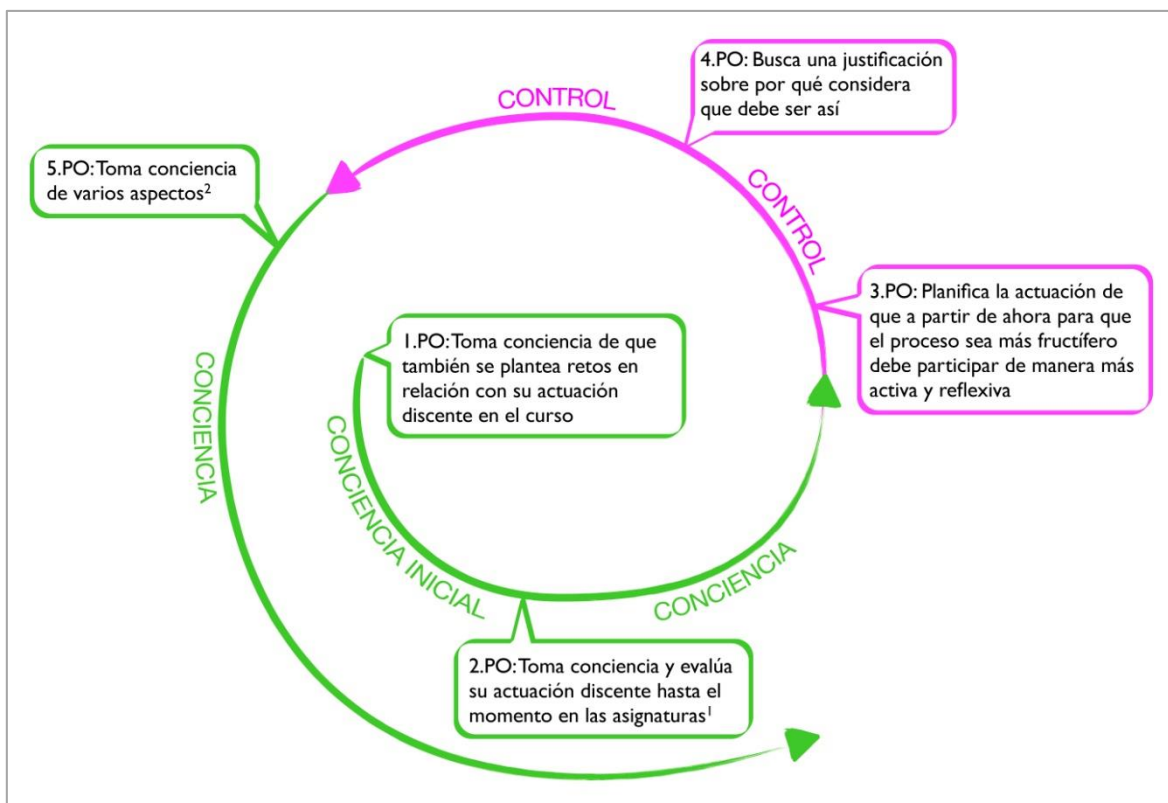 CONTROL
4.PO: Busca una justificación
sobre por qué considera
que debe ser así
5.PO: Toma conciencia
de varios aspectos²
CONTROL
3.PO: Planifica la actuación de
que a partir de ahora para que
el proceso sea más fructífero
debe participar de manera más
activa y reflexiva
1.PO: Toma conciencia de que
también se plantea retos en
relación con su actuación
discente en el curso
CONCIENCIA
CONCIENCIA INICIAL
CONCIENCIA
2.PO: Toma conciencia y evalúa
su actuación discente hasta el
momento en las asignaturas¹